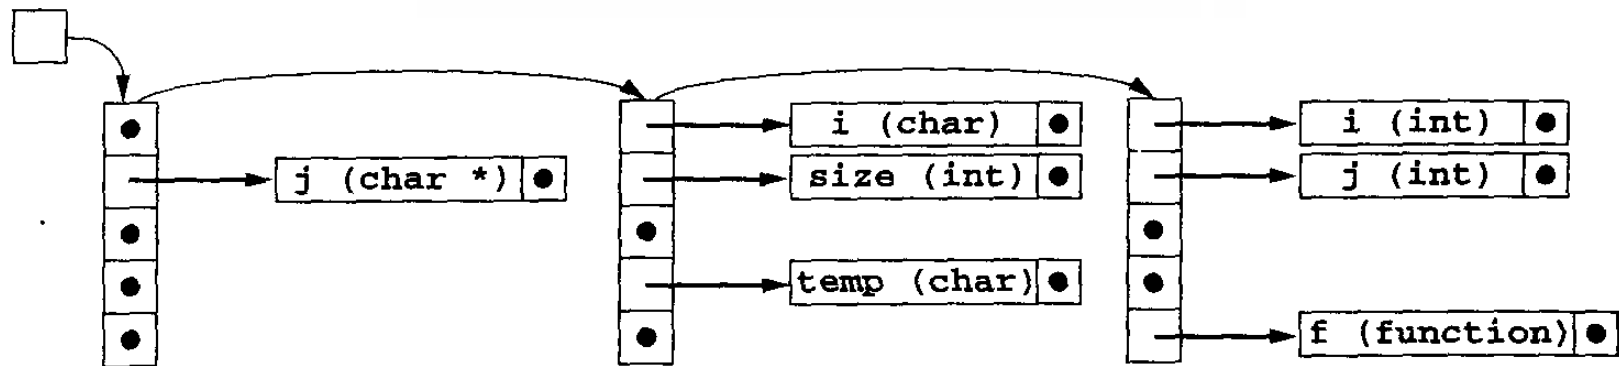 i (char)
i (int)
j (char *)
size (int)
j (int)
temp (char)
f (function)